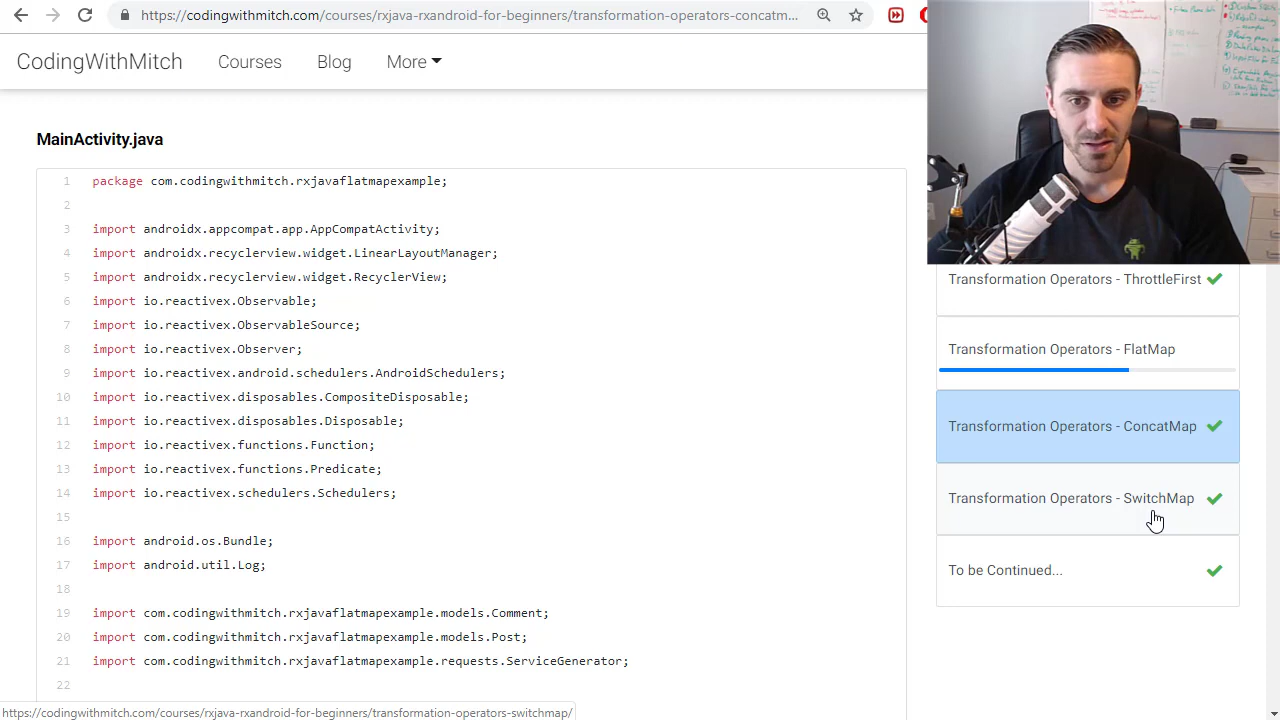 https://codingwithmitch.com/courses/rxjava-rxandroid-for-beginners/transformation-operators-concatm...
CodingWithMitch
Courses
Blog
More
MainActivity.java
1 package com.codingwithmitch.rxjavaflatmapexample;
2
3 import androidx.appcompat.app.AppCompatActivity;
4 import androidx.recyclerview.widget.LinearLayoutManager;
5 import androidx.recyclerview.widget.RecyclerView;
6 import io.reactivex.Observable;
7 import io.reactivex.ObservableSource;
8 import io.reactivex.Observer;
9 import io.reactivex.android.schedulers.AndroidSchedulers;
10 import io.reactivex.disposables.CompositeDisposable;
11 import io.reactivex.disposables.Disposable;
12 import io.reactivex.functions.Function;
13 import io.reactivex.functions.Predicate;
14 import io.reactivex.schedulers.Schedulers;
15
16 import android.os.Bundle;
17 import android.util.Log;
18
19 import com.codingwithmitch.rxjavaflatmapexample.models.Comment;
20 import com.codingwithmitch.rxjavaflatmapexample.models.Post;
21 import com.codingwithmitch.rxjavaflatmapexample.requests.ServiceGenerator;
22
Transformation Operators - ThrottleFirst
Transformation Operators - FlatMap
Transformation Operators - ConcatMap
Transformation Operators - SwitchMap
To be Continued...
https://codingwithmitch.com/courses/rxjava-rxandroid-for-beginners/transformation-operators-switchmap/